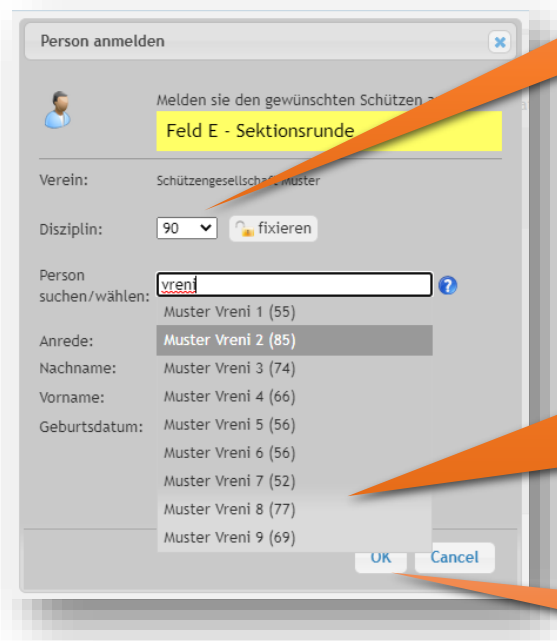 Person anmelden
Melden sie den gewünschten Schützen
Feld E - Sektionsrunde
Verein: Schützengesellschaft Muster
Disziplin: 90 fixieren
Person
suchen/wählen: vreni
Muster Vreni 1 (55)
Anrede: Muster Vreni 2 (85)
Nachname: Muster Vreni 3 (74)
Vorname: Muster Vreni 4 (66)
Geburtsdatum: Muster Vreni 5 (56)
Muster Vreni 6 (56)
Muster Vreni 7 (52)
Muster Vreni 8 (77)
Muster Vreni 9 (69)
OK Cancel